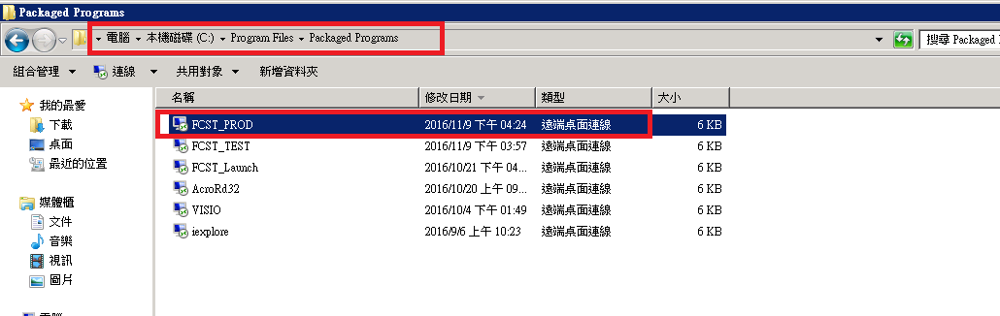 Packaged Programs
電腦 本機磁碟 (C:) Program Files Packaged Programs
搜尋 Packaged
組合管理 連線 共用對象 新增資料夾
我的最愛
下載
桌面
最近的位置
媒體櫃
文件
音樂
視訊
圖片
名稱 修改日期 類型 大小
FCST_PROD 2016/11/9 下午 04:24 遠端桌面連線 6 KB
FCST_TEST 2016/11/9 下午 03:57 遠端桌面連線 6 KB
FCST_Launch 2016/10/21 下午 04... 遠端桌面連線 6 KB
AcroRd32 2016/10/20 上午 09... 遠端桌面連線 6 KB
VISIO 2016/10/4 下午 01:49 遠端桌面連線 6 KB
iexplore 2016/9/6 上午 10:23 遠端桌面連線 6 KB